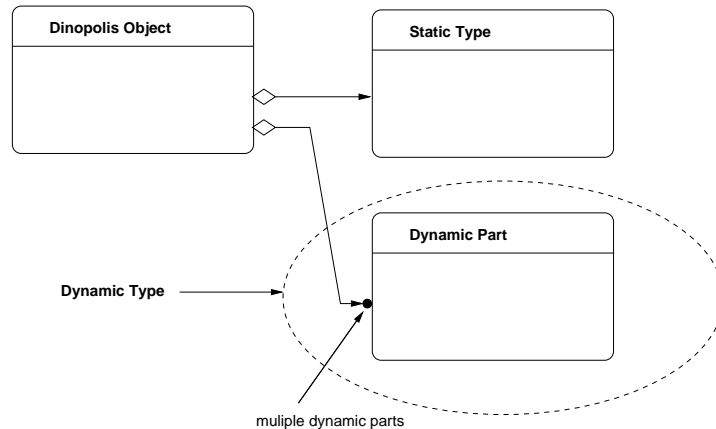 Dinopolis Object
Static Type
Dynamic Part
Dynamic Type
muliple dynamic parts